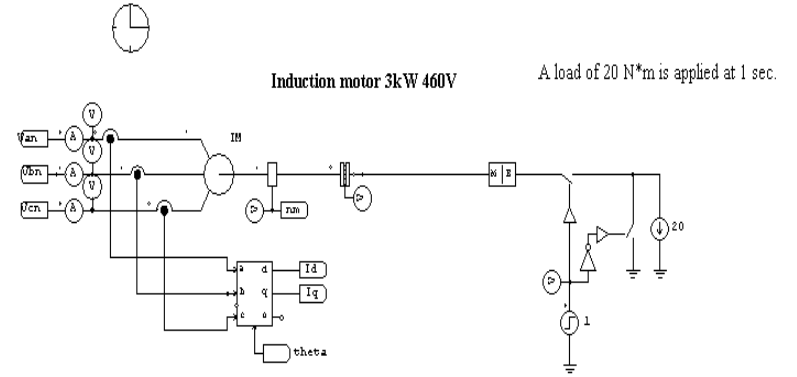 A load of 20 N*m is applied at 1 sec.
Induction motor 3kW 460V
Van
V
A
IM
V
Vbn
A
M E
V
Vcn
A
V
V
nm
20
a d Id
V
b q Iq
c o
1
theta